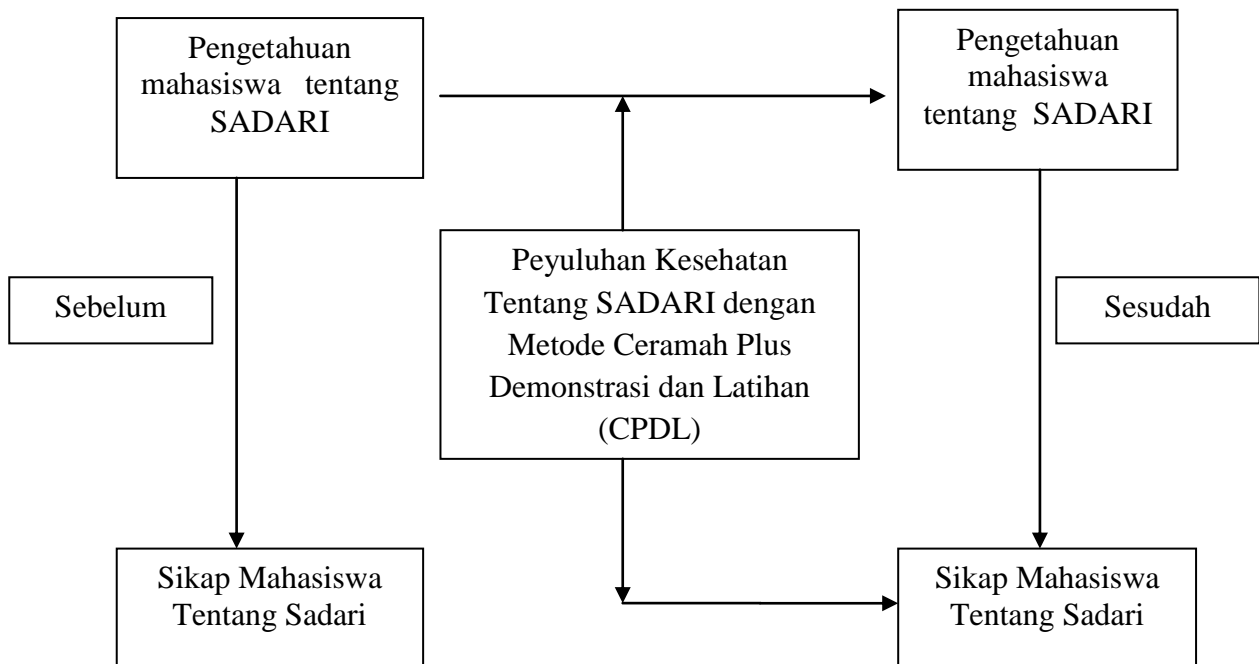 Pengetahuan
mahasiswa tentang
SADARI
Pengetahuan
mahasiswa
tentang SADARI
Sebelum
Peyuluhan Kesehatan
Tentang SADARI dengan
Metode Ceramah Plus
Demonstrasi dan Latihan
(CPDL)
Sesudah
Sikap Mahasiswa
Tentang Sadari
Sikap Mahasiswa
Tentang Sadari